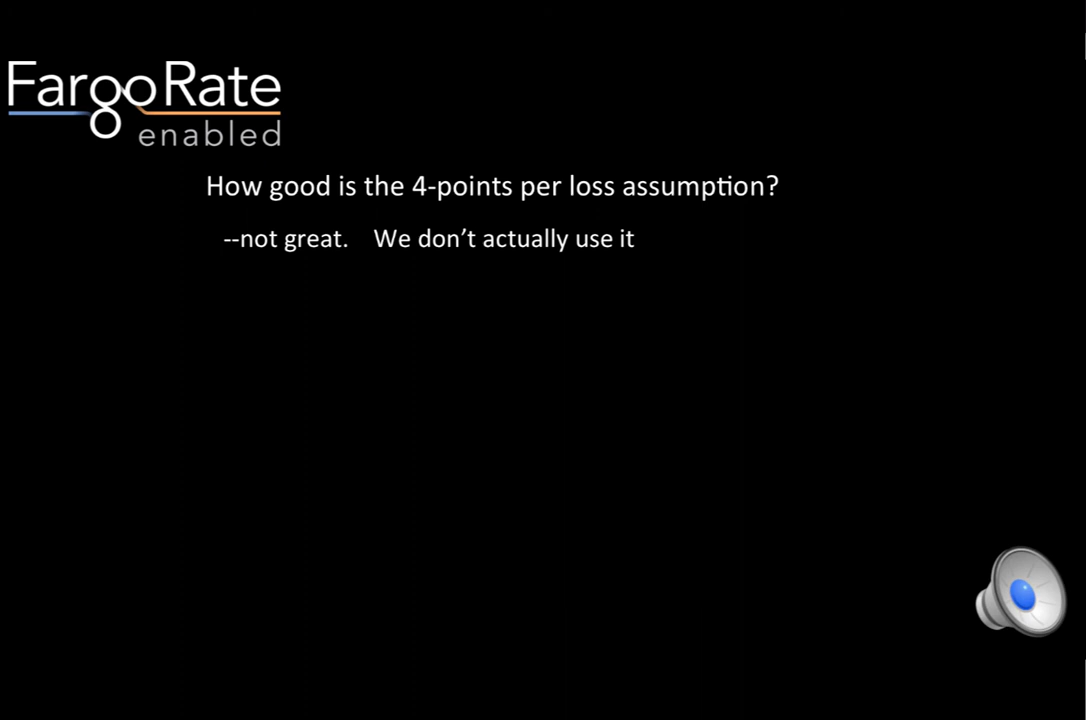 FargoRate
enabled
How good is the 4-points per loss assumption?
--not great. We don’t actually use it